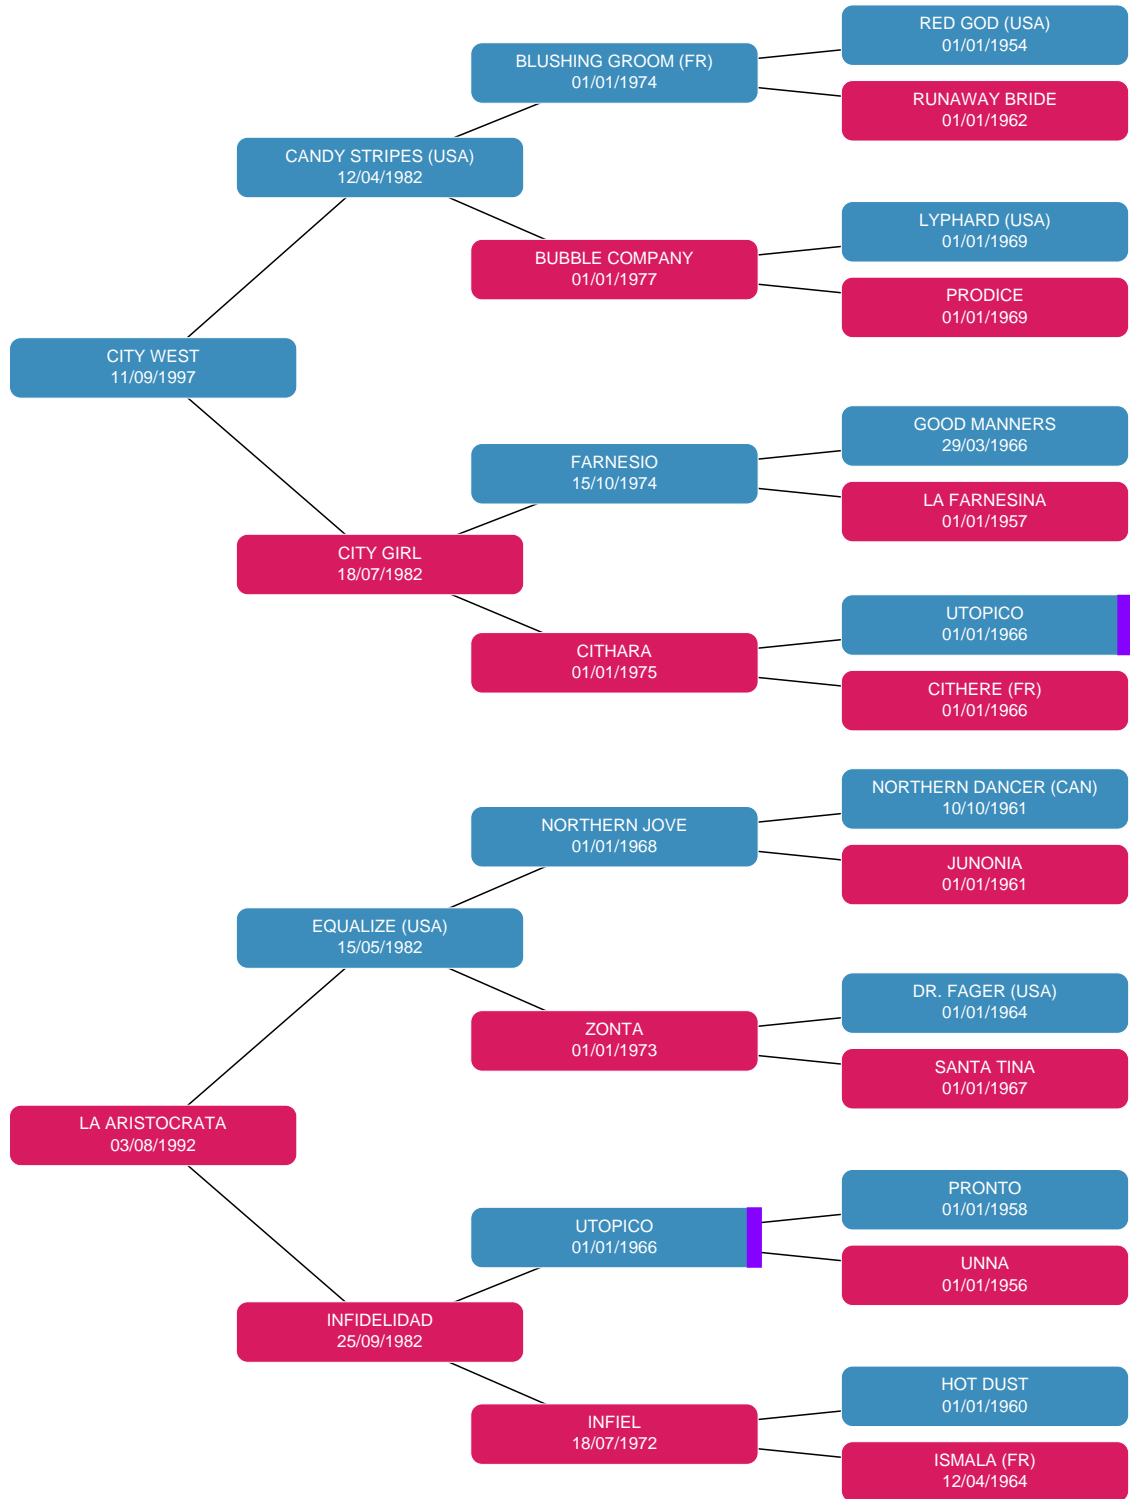 RED GOD (USA)
01/01/1954
BLUSHING GROOM (FR)
01/01/1974
RUNAWAY BRIDE
01/01/1962
CANDY STRIPES (USA)
12/04/1982
LYPHARD (USA)
01/01/1969
BUBBLE COMPANY
01/01/1977
PRODICE
01/01/1969
CITY WEST
11/09/1997
GOOD MANNERS
29/03/1966
FARNESIO
15/10/1974
LA FARNESINA
01/01/1957
CITY GIRL
18/07/1982
UTOPICO
01/01/1966
CITHARA
01/01/1975
CITHERE (FR)
01/01/1966
NORTHERN DANCER (CAN)
10/10/1961
NORTHERN JOVE
01/01/1968
JUNONIA
01/01/1961
EQUALIZE (USA)
15/05/1982
DR. FAGER (USA)
01/01/1964
ZONTA
01/01/1973
SANTA TINA
01/01/1967
LA ARISTOCRATA
03/08/1992
PRONTO
01/01/1958
UTOPICO
01/01/1966
UNNA
01/01/1956
INFIDELIDAD
25/09/1982
HOT DUST
01/01/1960
INFIEL
18/07/1972
ISMALA (FR)
12/04/1964